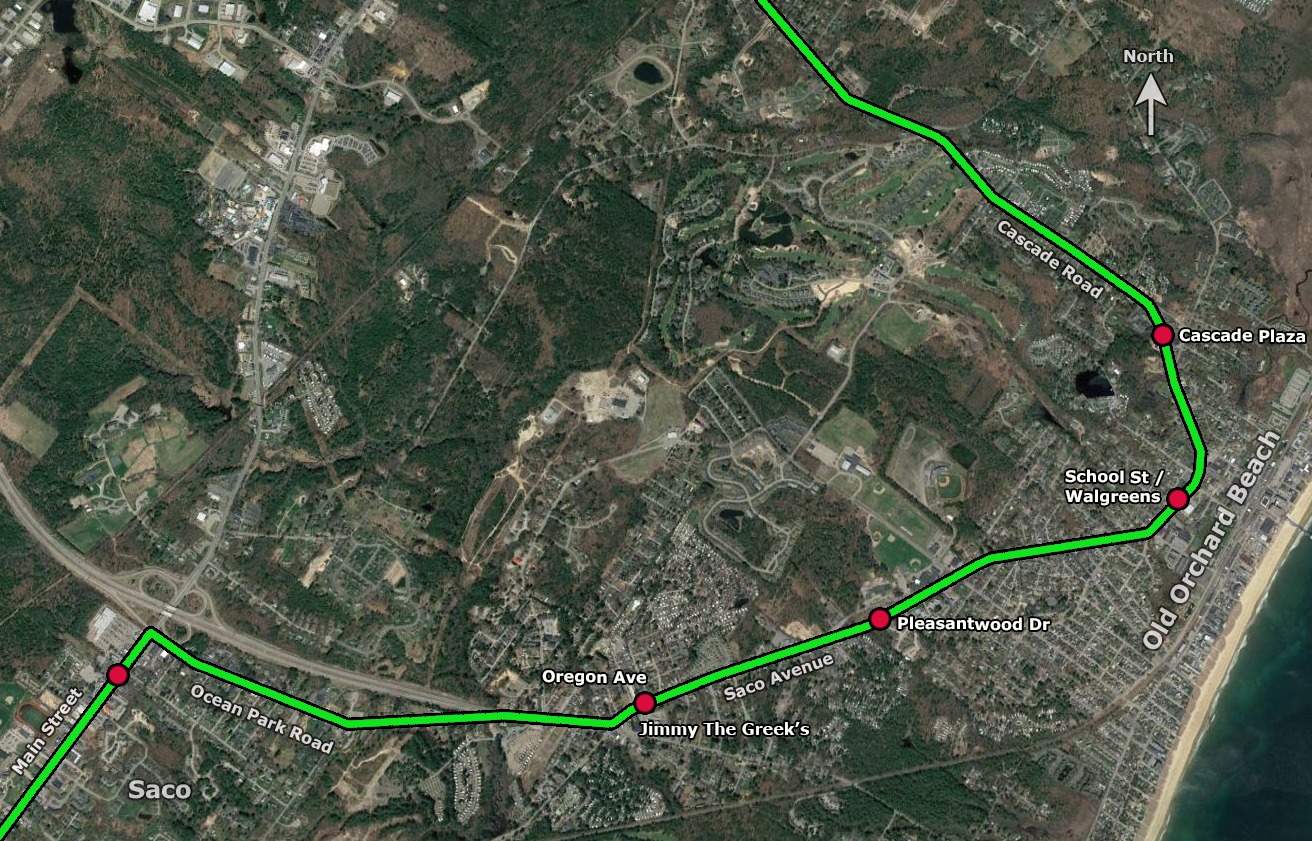 North
Cascade Road
Cascade Plaza
School St /
Walgreens
Old Orchard Beach
Pleasantwood Dr
Saco Avenue
Oregon Ave
Jimmy The Greek's
Ocean Park Road
Main Street
Saco